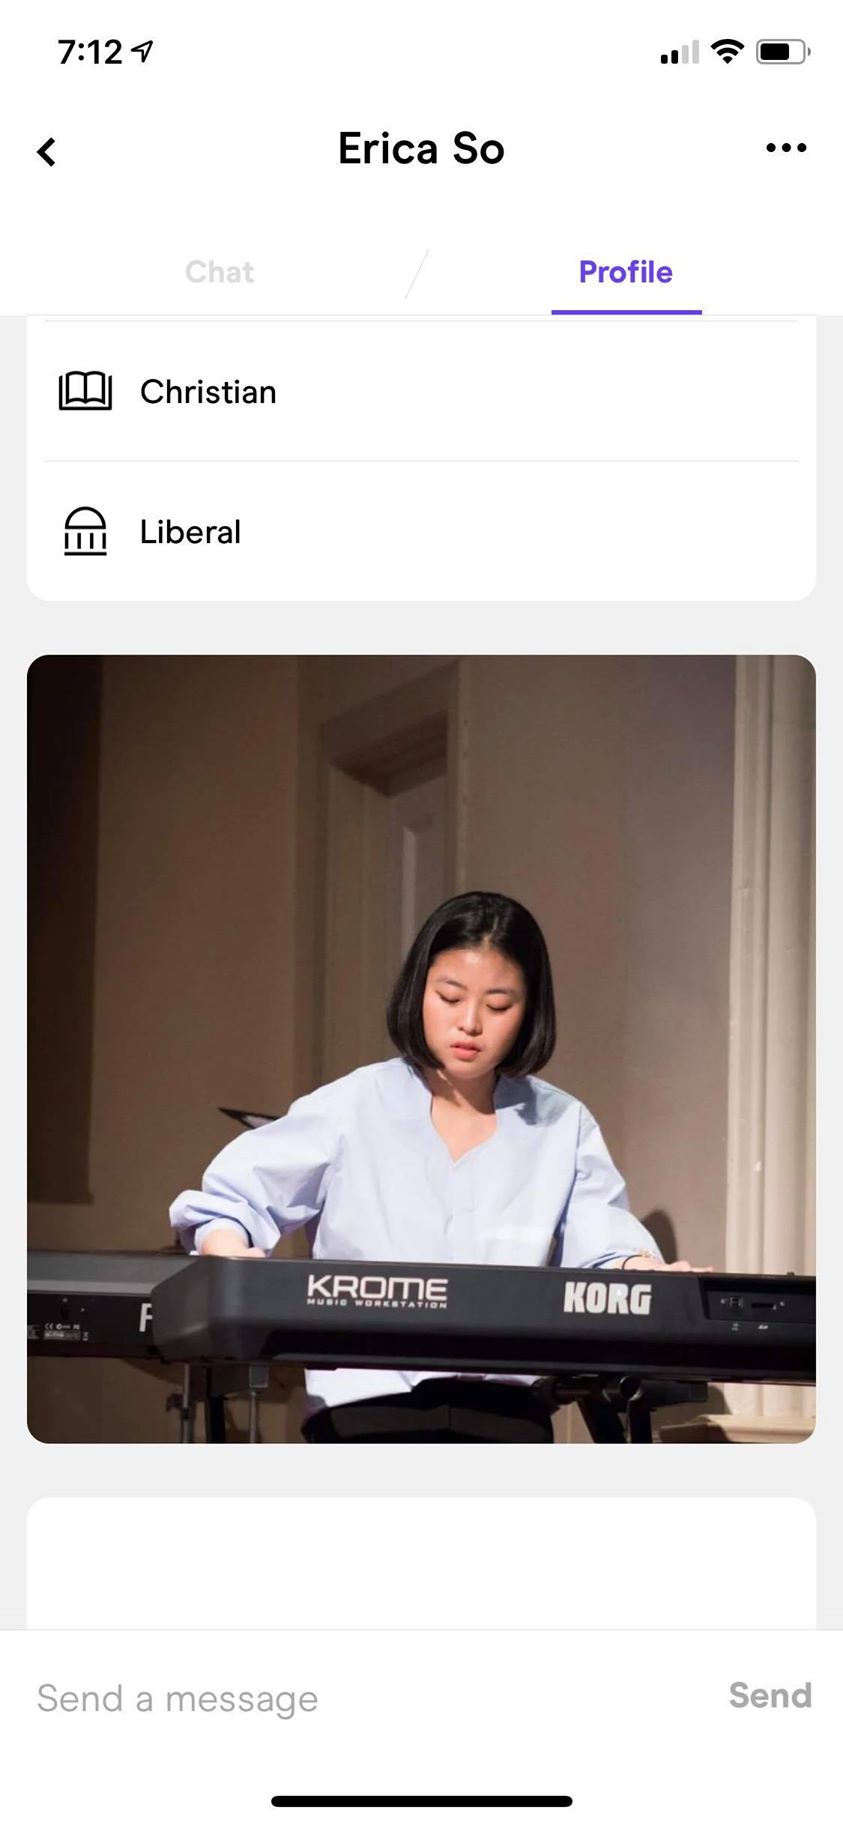 7:12
Erica So
Chat
Profile
Christian
Liberal
KROME
MUSIC WORKSTATION
KORG
Send a message
Send